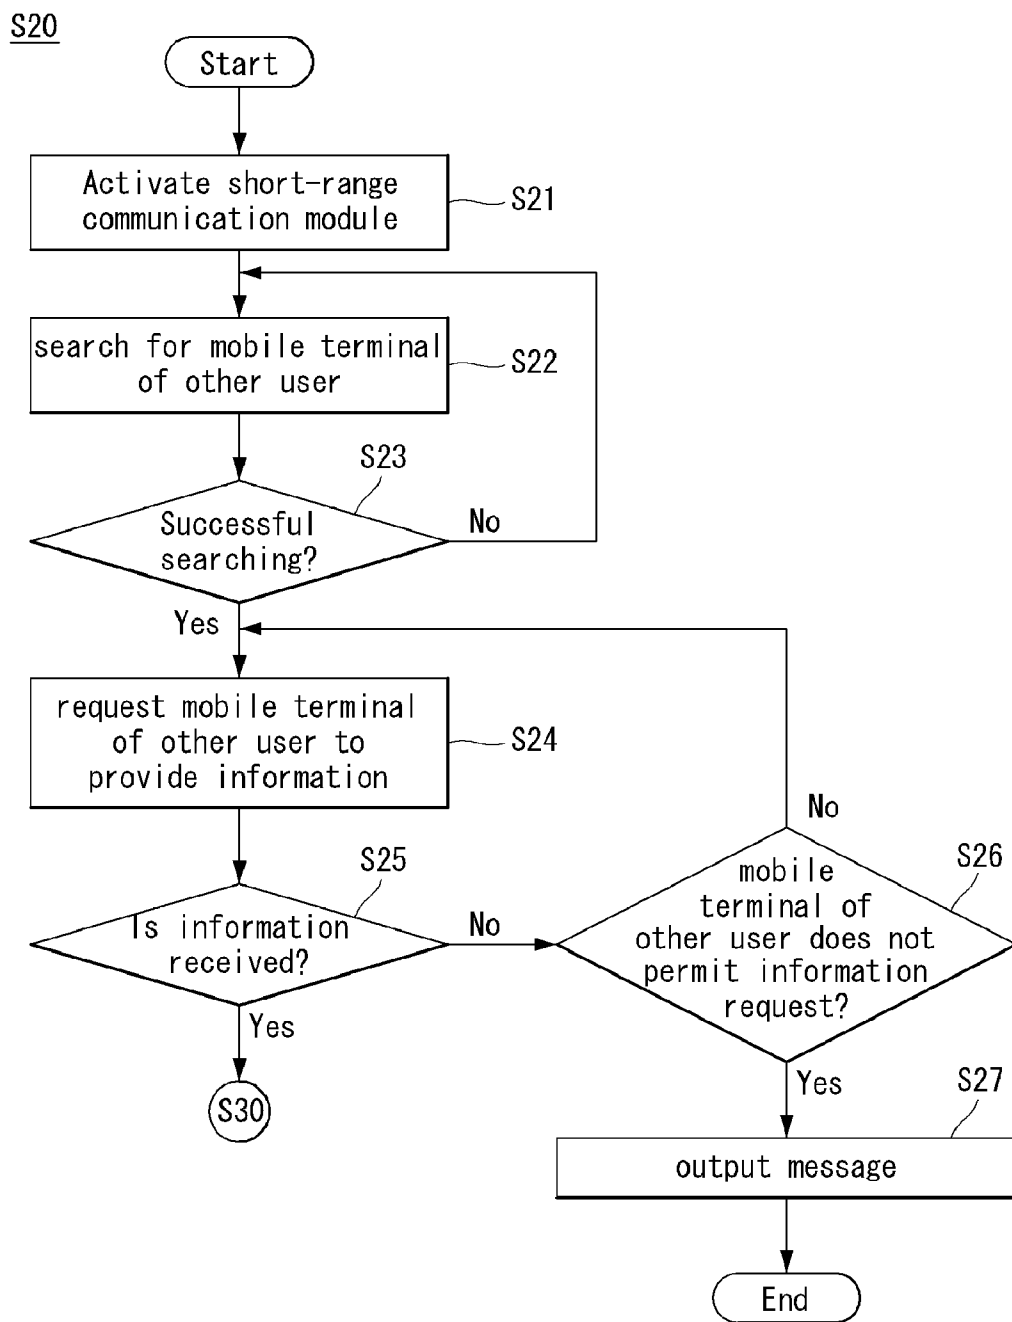 S20
Start
Activate short-range
communication module
S21
search for mobile terminal
of other user
S22
S23
Successful
searching?
No
Yes
request mobile terminal
of other user to
provide information
S24
No
S25
Is information
received?
No
S26
mobile
terminal of
other user does not
permit information
request?
Yes
S30
Yes
S27
output message
End